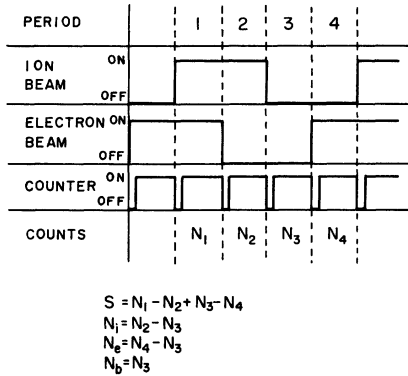 PERIOD 1 2 3 4
ION BEAM ON OFF
ELECTRON BEAM ON OFF
COUNTER ON OFF
COUNTS N₁ N₂ N₃ N₄
S = N₁ - N₂ + N₃ - N₄
Nᵢ = N₂ - N₃
Nₑ = N₄ - N₃
N_b = N₃